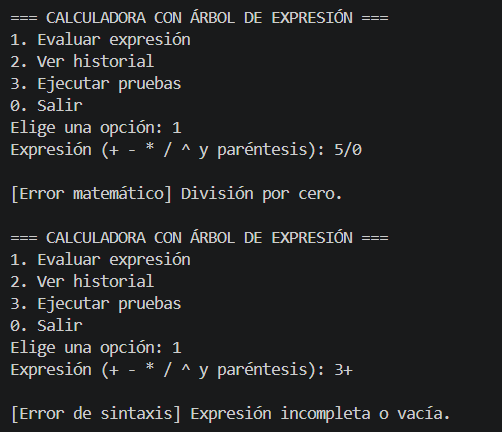 === CALCULADORA CON ÁRBOL DE EXPRESIÓN ===
1. Evaluar expresión
2. Ver historial
3. Ejecutar pruebas
0. Salir
Elige una opción: 1
Expresión (+ - * / ^ y paréntesis): 5/0
[Error matemático] División por cero.
=== CALCULADORA CON ÁRBOL DE EXPRESIÓN ===
1. Evaluar expresión
2. Ver historial
3. Ejecutar pruebas
0. Salir
Elige una opción: 1
Expresión (+ - * / ^ y paréntesis): 3+
[Error de sintaxis] Expresión incompleta o vacía.